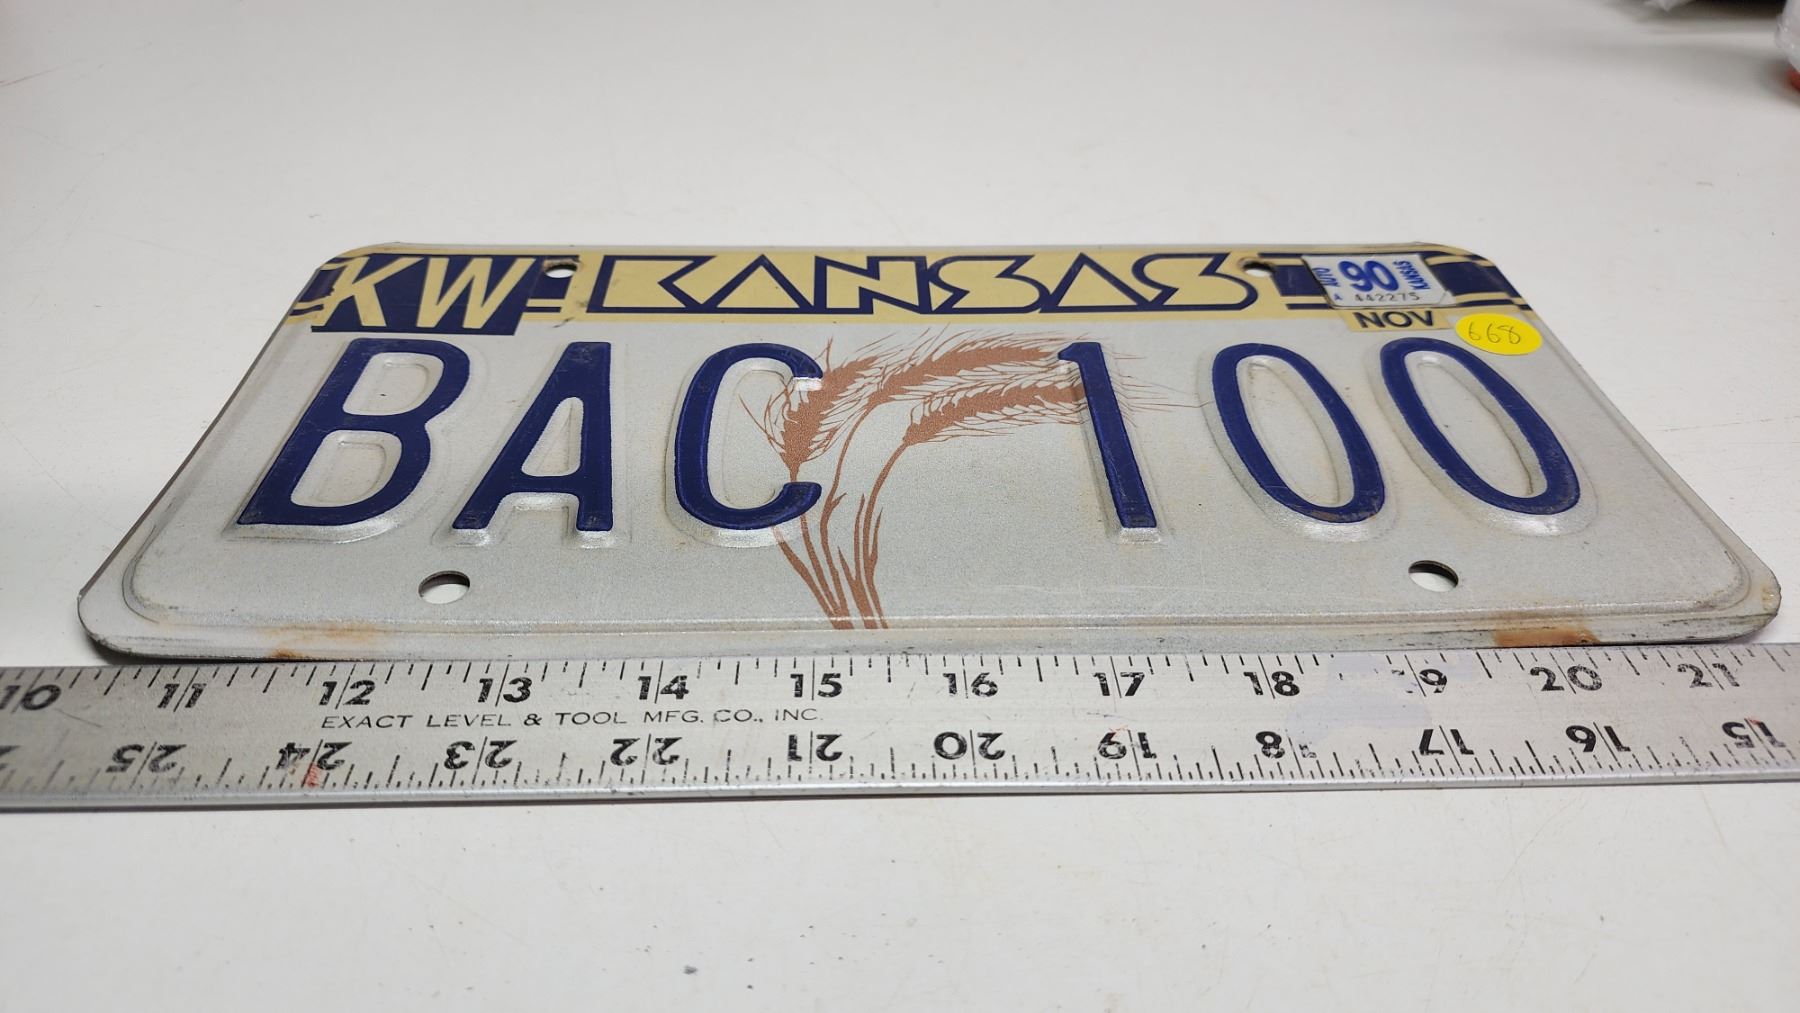 KW KANSAS AUTO 90 KANSAS
A 442275
NOV
668
BAC 100
10 11 12 13 14 15 16 17 18 19 20 21
EXACT LEVEL & TOOL MFG. CO., INC.
25 24 23 22 21 20 19 18 17 16 15